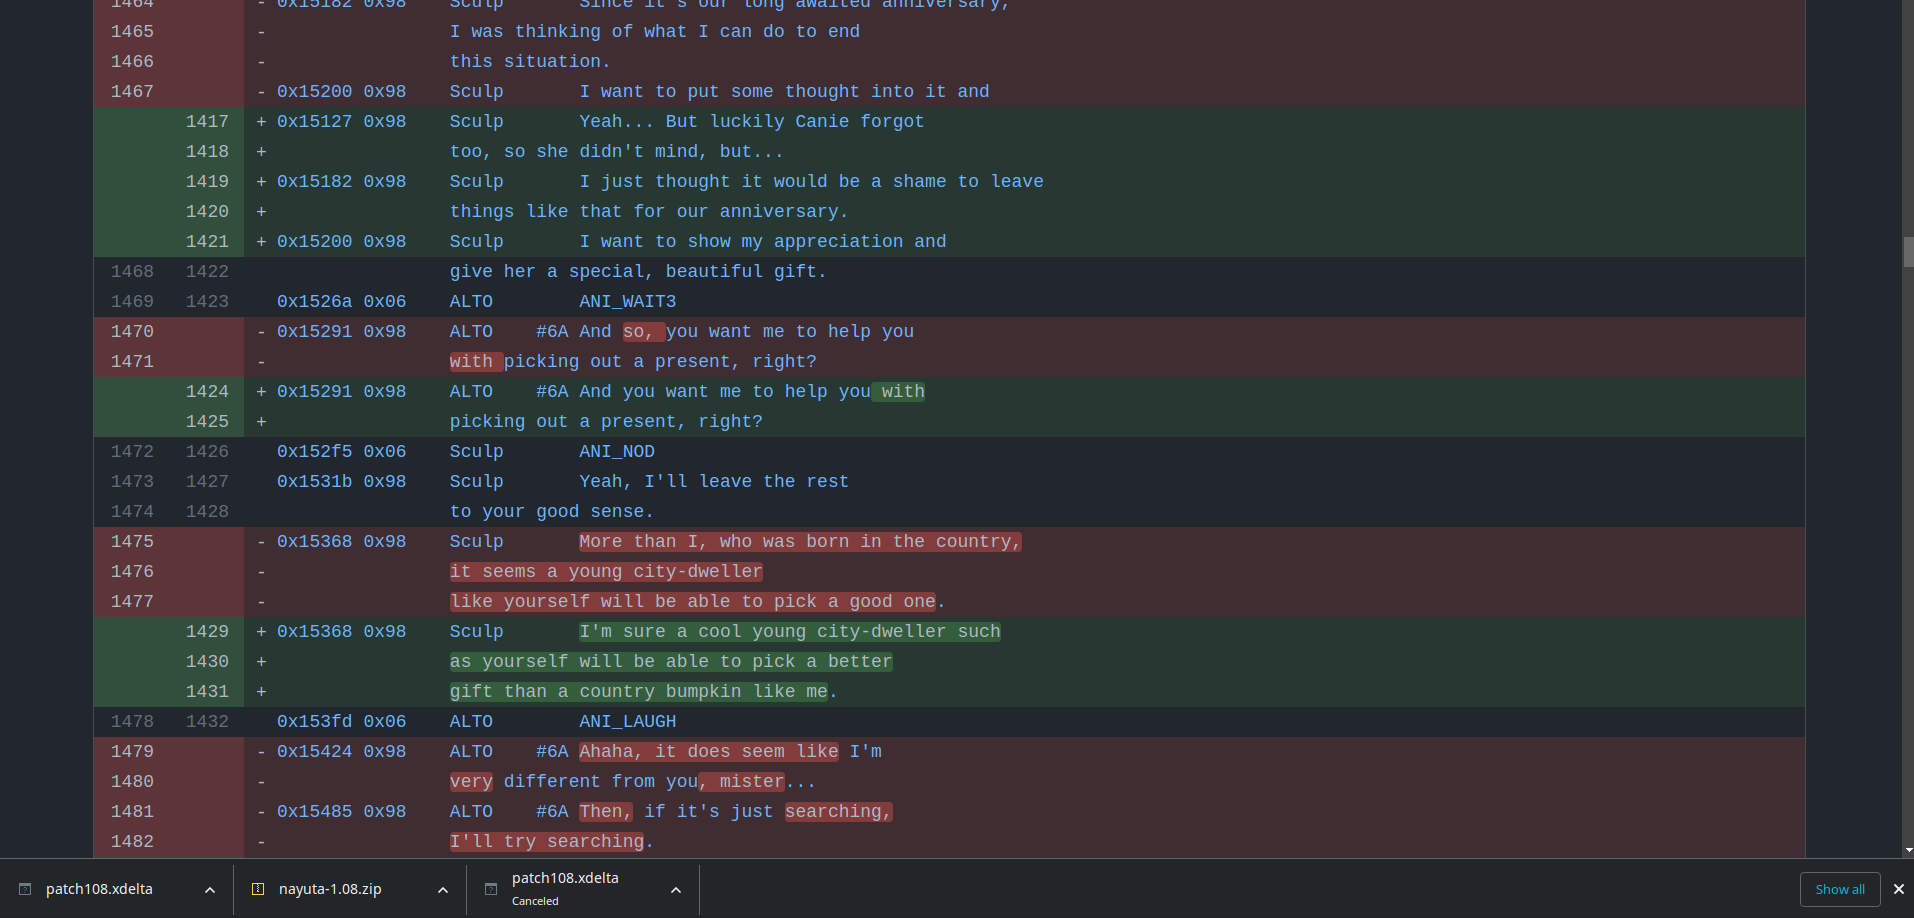 1464 - 0x15182 0x98 Sculp Since it's our long awaited anniversary,
1465 - I was thinking of what I can do to end
1466 - this situation.
1467 - 0x15200 0x98 Sculp I want to put some thought into it and
1417 + 0x15127 0x98 Sculp Yeah... But luckily Canie forgot
1418 + too, so she didn't mind, but...
1419 + 0x15182 0x98 Sculp I just thought it would be a shame to leave
1420 + things like that for our anniversary.
1421 + 0x15200 0x98 Sculp I want to show my appreciation and
1468 1422 give her a special, beautiful gift.
1469 1423 0x1526a 0x06 ALTO ANI_WAIT3
1470 - 0x15291 0x98 ALTO #6A And so, you want me to help you
1471 - with picking out a present, right?
1424 + 0x15291 0x98 ALTO #6A And you want me to help you with
1425 + picking out a present, right?
1472 1426 0x152f5 0x06 Sculp ANI_NOD
1473 1427 0x1531b 0x98 Sculp Yeah, I'll leave the rest
1474 1428 to your good sense.
1475 - 0x15368 0x98 Sculp More than I, who was born in the country,
1476 - it seems a young city-dweller
1477 - like yourself will be able to pick a good one.
1429 + 0x15368 0x98 Sculp I'm sure a cool young city-dweller such
1430 + as yourself will be able to pick a better
1431 + gift than a country bumpkin like me.
1478 1432 0x153fd 0x06 ALTO ANI_LAUGH
1479 - 0x15424 0x98 ALTO #6A Ahaha, it does seem like I'm
1480 - very different from you, mister...
1481 - 0x15485 0x98 ALTO #6A Then, if it's just searching,
1482 - I'll try searching.
patch108.xdelta
nayuta-1.08.zip
patch108.xdelta
Canceled
Show all